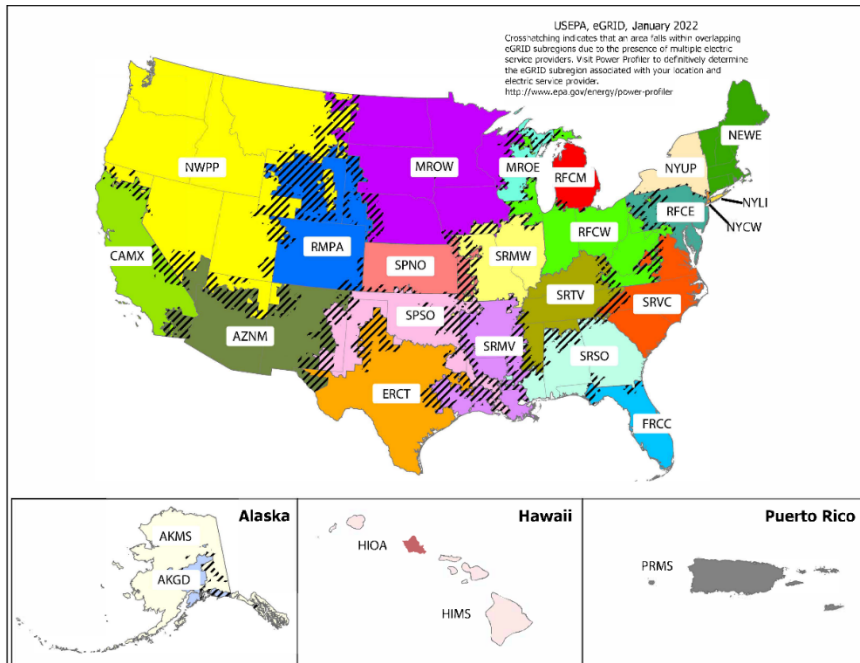 USEPA, eGRID, January 2022
Crosshatching indicates that an area falls within overlapping
eGRID subregions due to the presence of multiple electric
service providers. Visit Power Profiler to definitively determine
the eGRID subregion associated with your location and
electric service provider.
http://www.epa.gov/energy/power-profiler
NEWE
NWPP
MROW
MROE
RFCM
NYUP
NYLI
NYCW
RFCE
RFCW
CAMX
RMPA
SPNO
SRMW
SRTV
SRVC
AZNM
SPSO
SRMV
SRSO
ERCT
FRCC
Alaska
AKMS
AKGD
Hawaii
HIOA
HIMS
Puerto Rico
PRMS